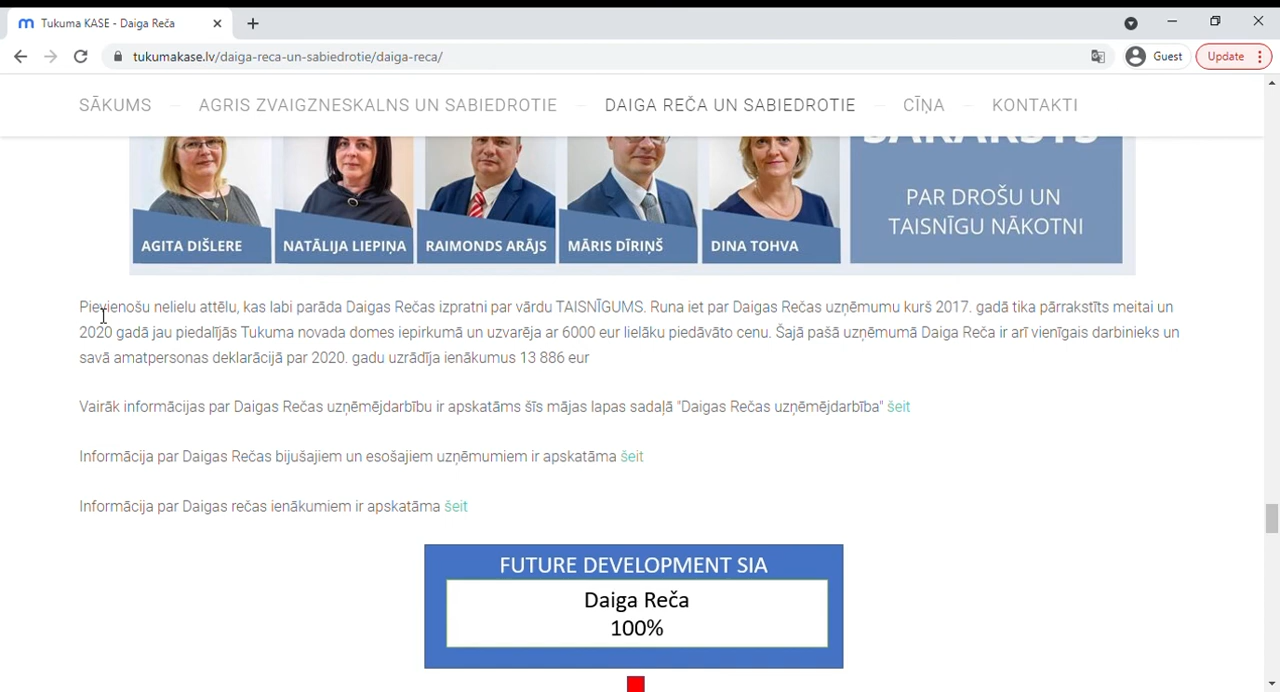 Tukuma KASE - Daiga Reča
tukumakase.lv/daiga-reca-un-sabiedrotie/daiga-reca/
Guest
Update
SĀKUMS
AGRIS ZVAIGZNESKALNS UN SABIEDROTIE
DAIGA REČA UN SABIEDROTIE
CĪŅA
KONTAKTI
SARAKSTS
PAR DROŠU UN
TAISNĪGU NĀKOTNI
AGITA DIŠLERE
NATĀLIJA LIEPIŅA
RAIMONDS ARĀJS
MĀRIS DĪRIŅŠ
DINA TOHVA
Pievienošu nelielu attēlu, kas labi parāda Daigas Rečas izpratni par vārdu TAISNĪGUMS. Runa iet par Daigas Rečas uzņēmumu kurš 2017. gadā tika pārrakstīts meitai un
2020 gadā jau piedalījās Tukuma novada domes iepirkumā un uzvarēja ar 6000 eur lielāku piedāvāto cenu. Šajā pašā uzņēmumā Daiga Reča ir arī vienīgais darbinieks un
savā amatpersonas deklarācijā par 2020. gadu uzrādīja ienākumus 13 886 eur
Vairāk informācijas par Daigas Rečas uzņēmējdarbību ir apskatāms šīs mājas lapas sadaļā "Daigas Rečas uzņēmējdarbība" šeit
Informācija par Daigas Rečas bijušajiem un esošajiem uzņēmumiem ir apskatāma šeit
Informācija par Daigas rečas ienākumiem ir apskatāma šeit
FUTURE DEVELOPMENT SIA
Daiga Reča
100%